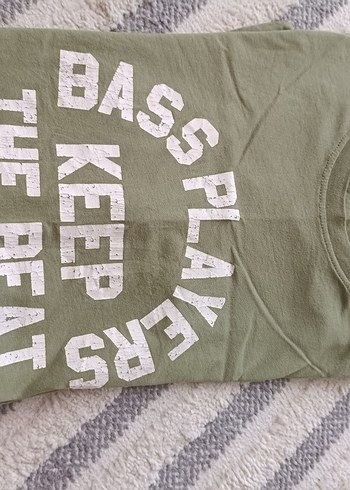 BASS PLAYERS
KEEP
THE BEAT